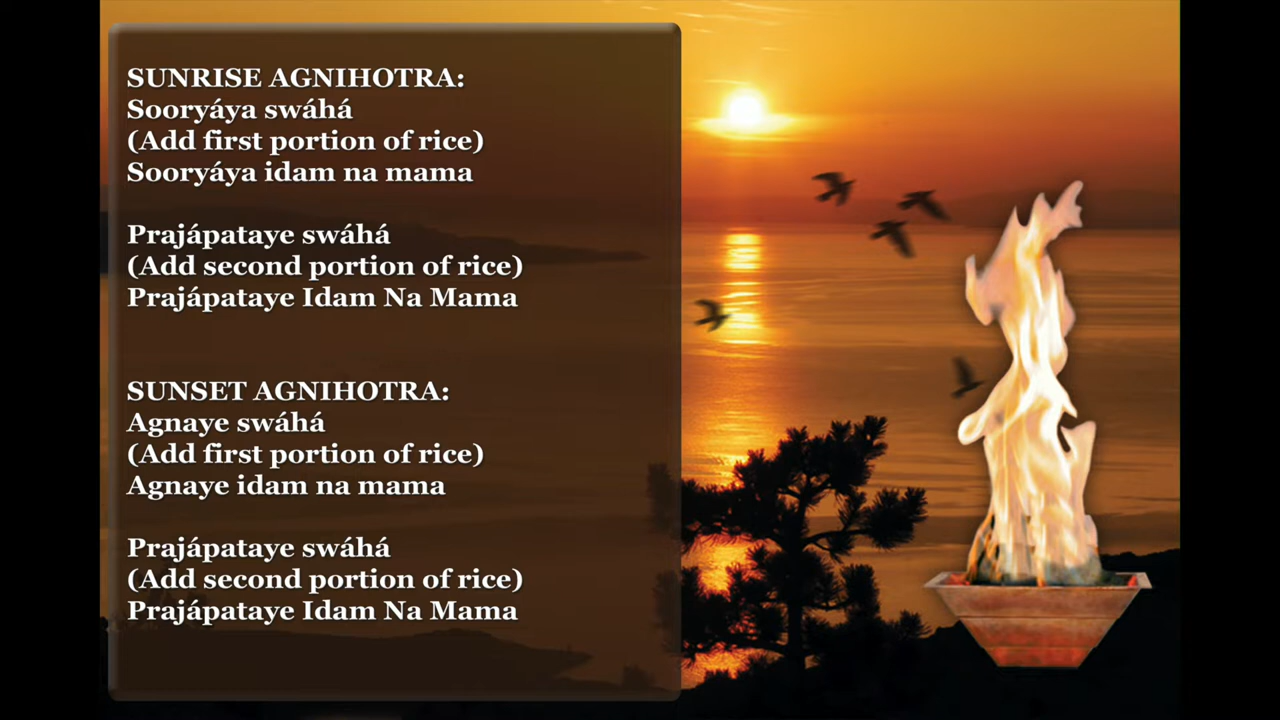 SUNRISE AGNIHOTRA:
Sooryáya swáhá
(Add first portion of rice)
Sooryáya idam na mama
Prajápataye swáhá
(Add second portion of rice)
Prajápataye Idam Na Mama
SUNSET AGNIHOTRA:
Agnaye swáhá
(Add first portion of rice)
Agnaye idam na mama
Prajápataye swáhá
(Add second portion of rice)
Prajápataye Idam Na Mama